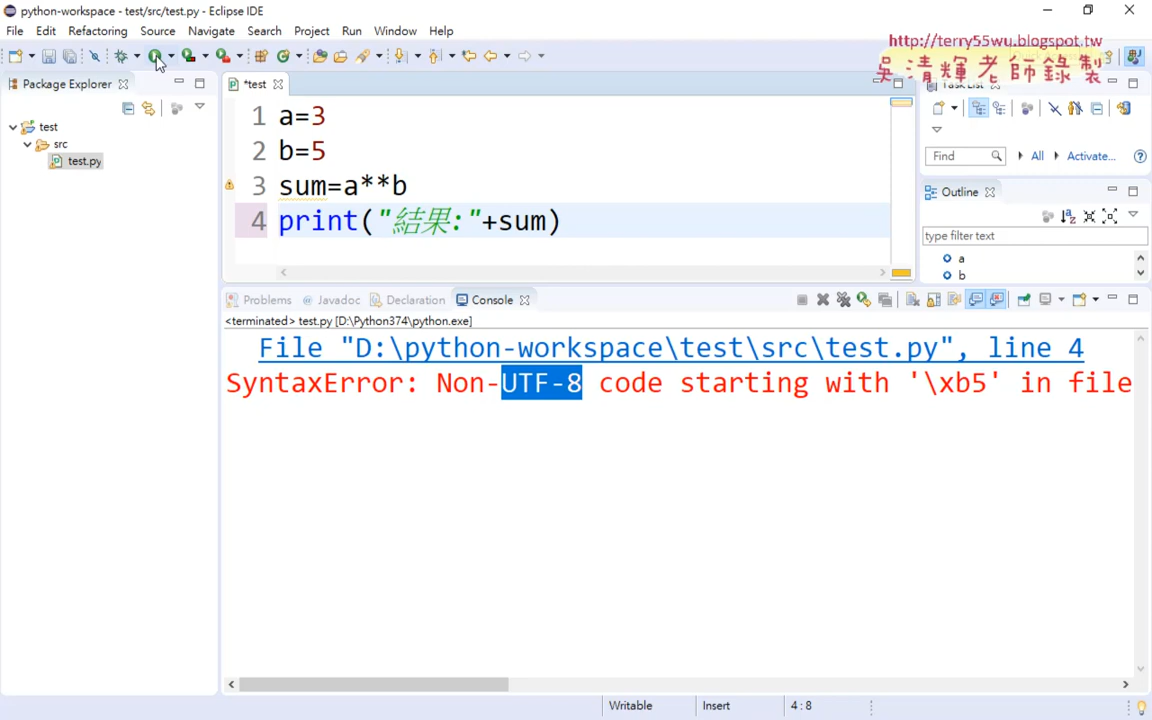 python-workspace - test/src/test.py - Eclipse IDE
File Edit Refactoring Source Navigate Search Project Run Window Help
http://terry55wu.blogspot.tw
吳清輝老師錄製
Package Explorer
*test
Task List
1 a=3
test
2 b=5
src
Find All Activate...
test.py
3 sum=a**b
Outline
4 print("結果:"+sum)
type filter text
a
b
Problems Javadoc Declaration Console
<terminated> test.py [D:\Python374\python.exe]
File "D:\python-workspace\test\src\test.py", line 4
SyntaxError: Non-UTF-8 code starting with '\xb5' in file
Writable Insert 4:8